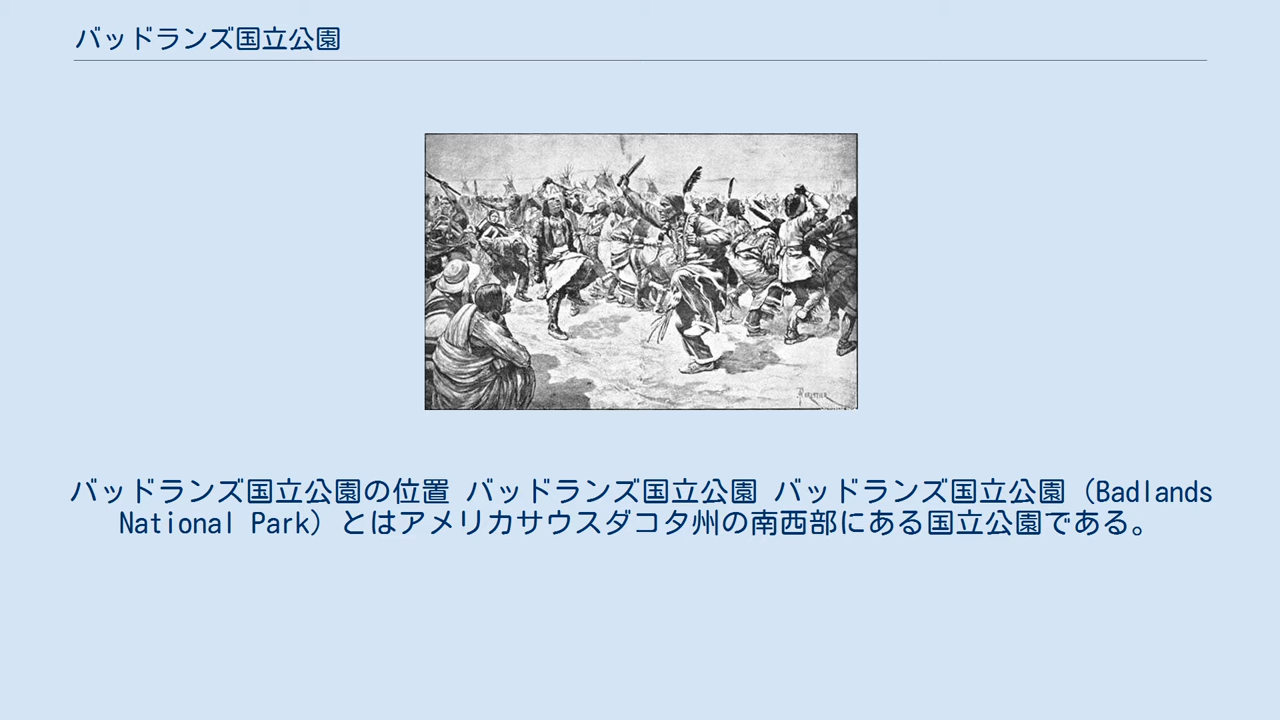 バッドランズ国立公園
バッドランズ国立公園の位置 バッドランズ国立公園 バッドランズ国立公園（Badlands
National Park）とはアメリカサウスダコタ州の南西部にある国立公園である。